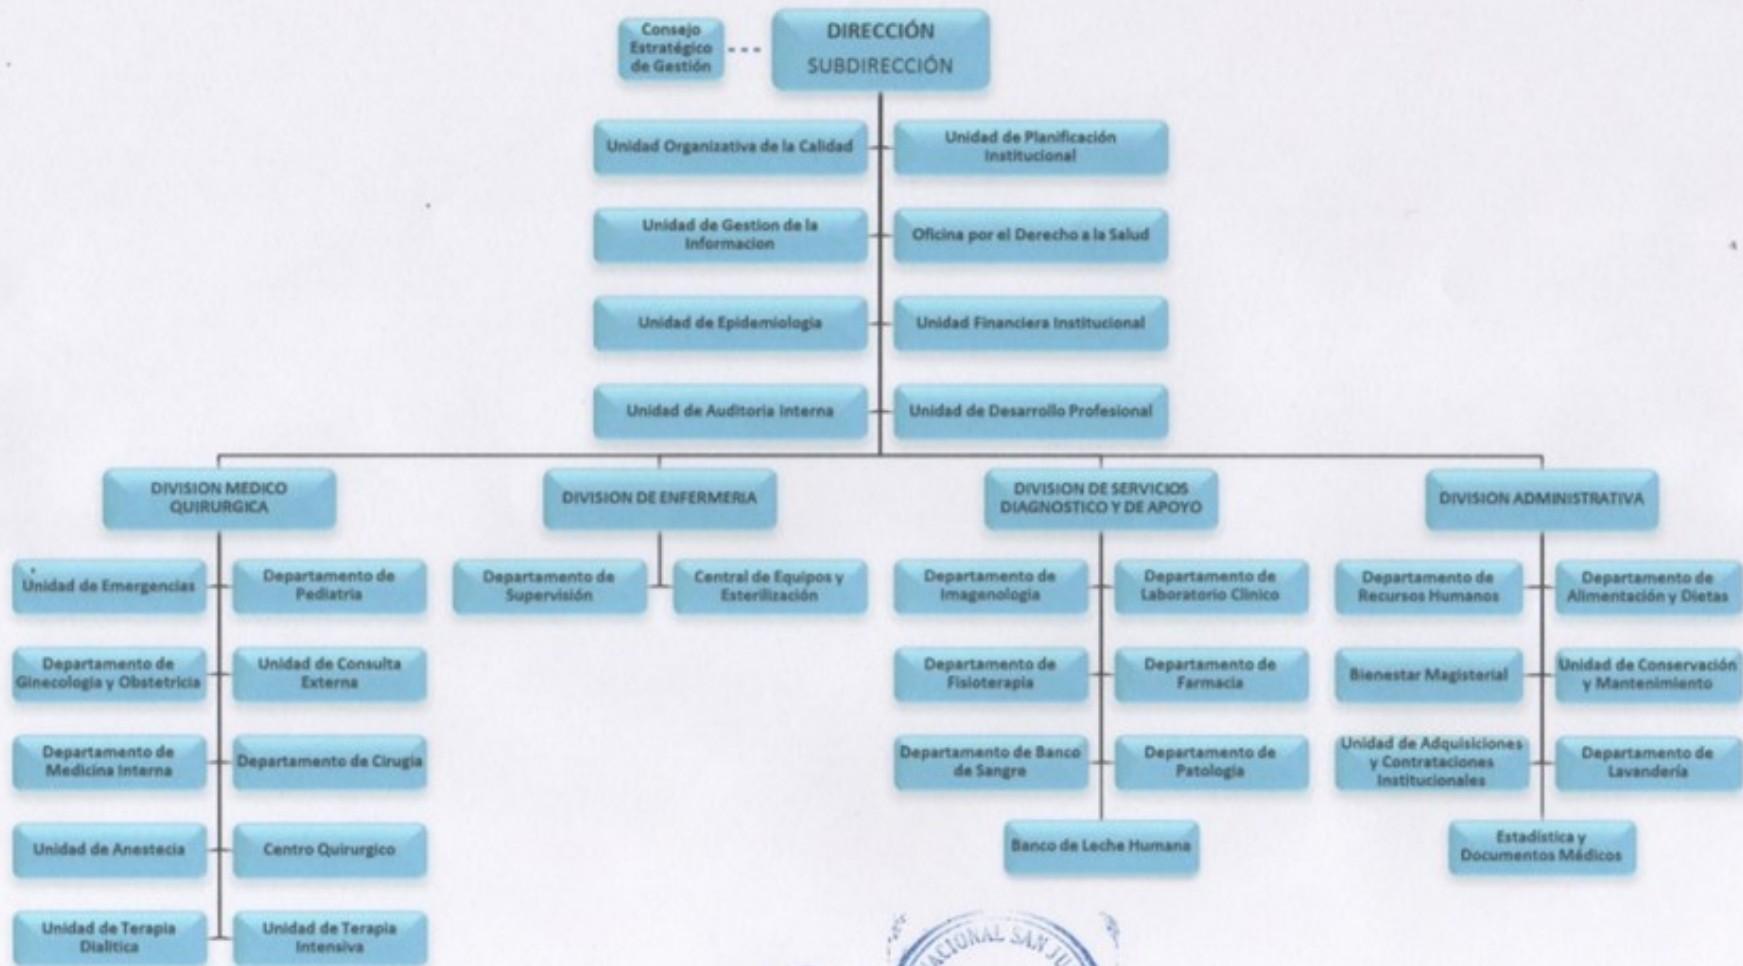 Consejo
Estratégico
de Gestión
DIRECCIÓN
SUBDIRECCIÓN
Unidad Organizativa de la Calidad
Unidad de Planificación
Institucional
Unidad de Gestion de la
Informacion
Oficina por el Derecho a la Salud
Unidad de Epidemiologia
Unidad Financiera Institucional
Unidad de Auditoria Interna
Unidad de Desarrollo Profesional
DIVISION MEDICO
QUIRURGICA
DIVISION DE ENFERMERIA
DIVISION DE SERVICIOS
DIAGNOSTICO Y DE APOYO
DIVISION ADMINISTRATIVA
Unidad de Emergencias
Departamento de
Pediatria
Departamento de
Supervisión
Central de Equipos y
Esterilización
Departamento de
Imagenologia
Departamento de
Laboratorio Clinico
Departamento de
Recursos Humanos
Departamento de
Alimentación y Dietas
Departamento de
Ginecologia y Obstetricia
Unidad de Consulta
Externa
Departamento de
Fisioterapia
Departamento de
Farmacia
Bienestar Magisterial
Unidad de Conservación
y Mantenimiento
Departamento de
Medicina Interna
Departamento de Cirugia
Departamento de Banco
de Sangre
Departamento de
Patologia
Unidad de Adquisiciones
y Contrataciones
Institucionales
Departamento de
Lavandería
Unidad de Anestecia
Centro Quirurgico
Banco de Leche Humana
Estadística y
Documentos Médicos
Unidad de Terapia
Dialitica
Unidad de Terapia
Intensiva
SAN